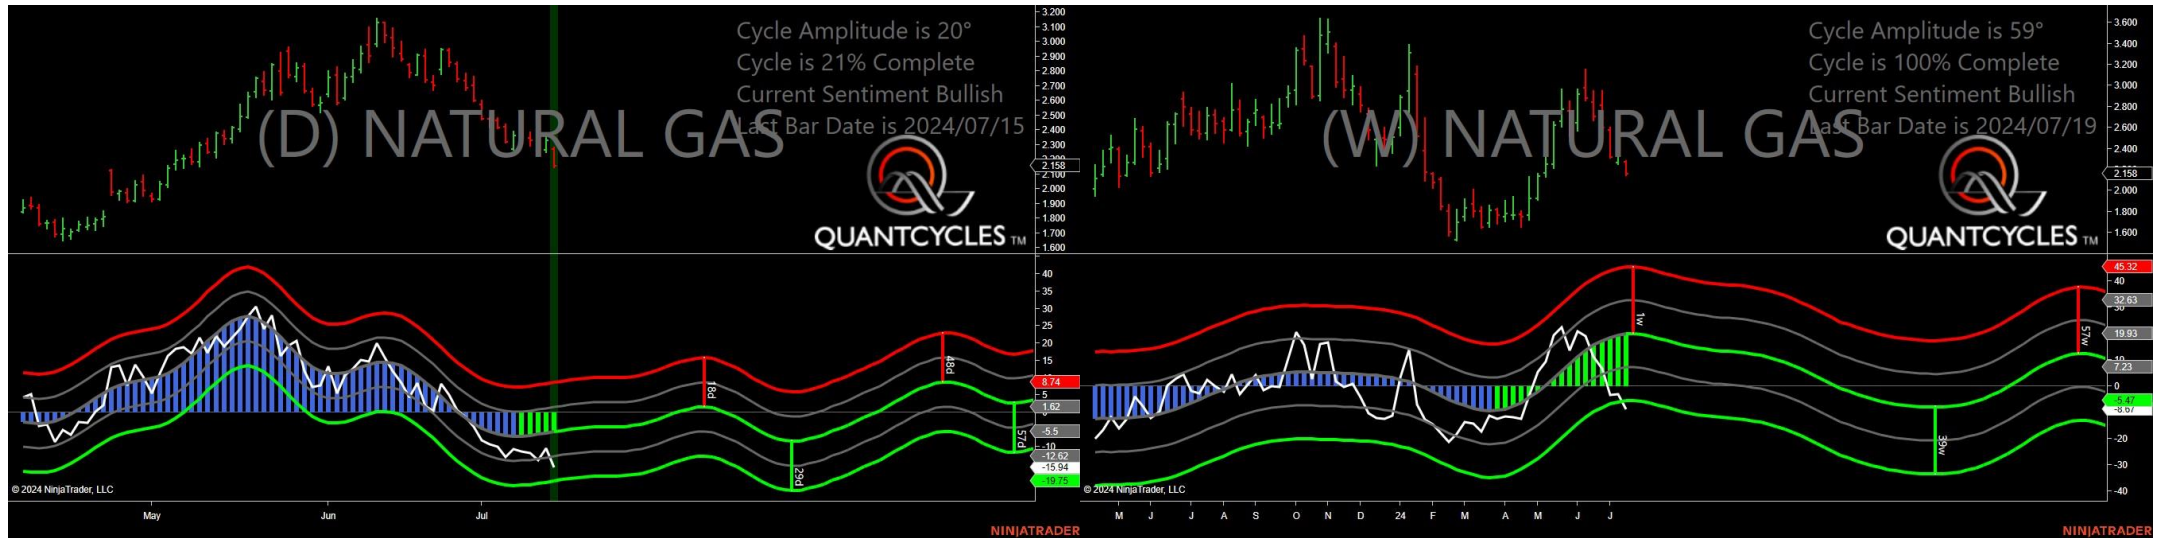 Cycle Amplitude is 20°
Cycle is 21% Complete
Current Sentiment Bullish
Last Bar Date is 2024/07/15
(D) NATURAL GAS
QUANTCYCLES TM
3.200
3.100
3.000
2.900
2.800
2.700
2.600
2.500
2.400
2.300
2.158
2.100
2.000
1.900
1.800
1.700
1.600
40
35
30
25
20
15
10
8.74
5
1.62
-5.5
-10
-12.62
-15.94
-19.75
18d
29d
48d
57d
© 2024 NinjaTrader, LLC
May Jun Jul
NINJATRADER
Cycle Amplitude is 59°
Cycle is 100% Complete
Current Sentiment Bullish
Last Bar Date is 2024/07/19
(W) NATURAL GAS
QUANTCYCLES TM
3.600
3.400
3.200
3.000
2.800
2.600
2.400
2.158
2.000
1.800
1.600
45.32
40
32.63
30
19.93
10
7.23
0
-5.47
-8.67
-20
-30
-40
1w
39w
57w
© 2024 NinjaTrader, LLC
M J J A S O N D 24 F M A M J J
NINJATRADER